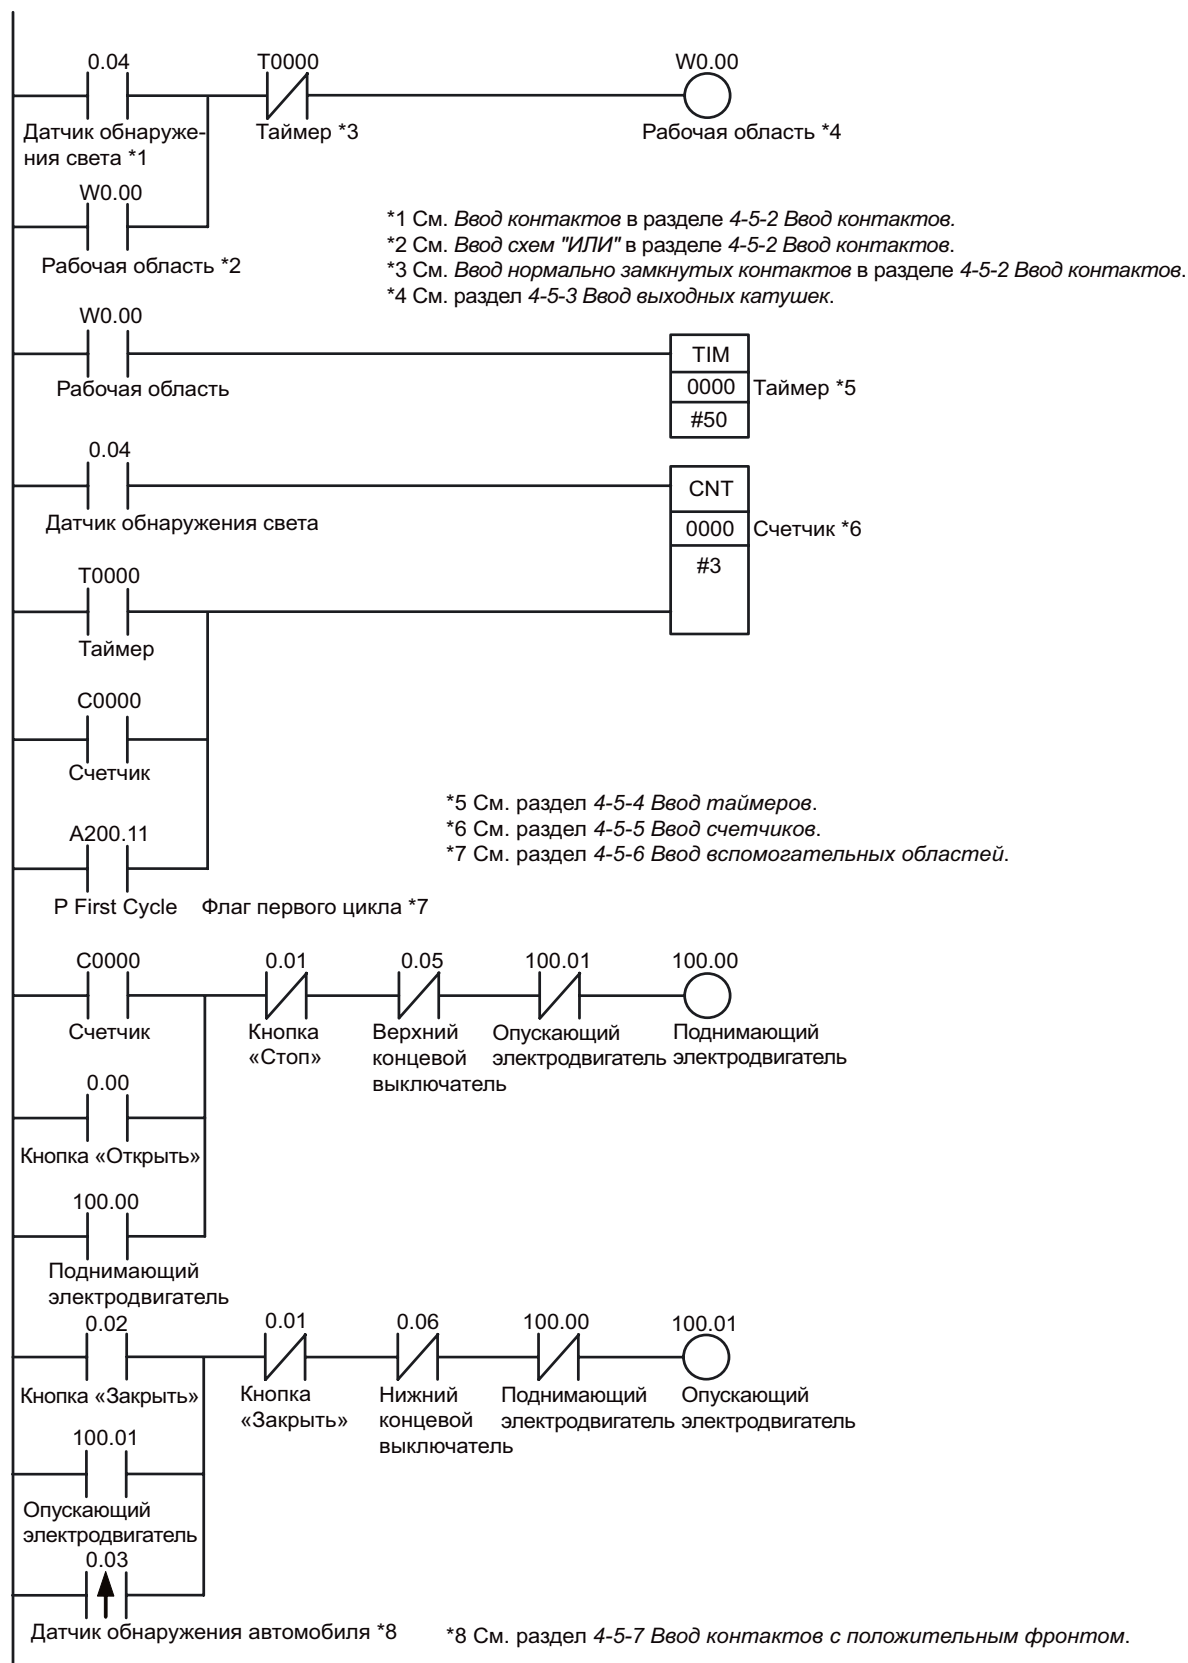 0.04 T0000 W0.00
Датчик обнаруже-
ния света *1
Таймер *3
Рабочая область *4
W0.00
Рабочая область *2
*1 См. Ввод контактов в разделе 4-5-2 Ввод контактов.
*2 См. Ввод схем "ИЛИ" в разделе 4-5-2 Ввод контактов.
*3 См. Ввод нормально замкнутых контактов в разделе 4-5-2 Ввод контактов.
*4 См. раздел 4-5-3 Ввод выходных катушек.
W0.00
Рабочая область
TIM
0000 Таймер *5
#50
0.04
Датчик обнаружения света
CNT
0000 Счетчик *6
#3
T0000
Таймер
C0000
Счетчик
A200.11
P First Cycle Флаг первого цикла *7
*5 См. раздел 4-5-4 Ввод таймеров.
*6 См. раздел 4-5-5 Ввод счетчиков.
*7 См. раздел 4-5-6 Ввод вспомогательных областей.
C0000 0.01 0.05 100.01 100.00
Счетчик
Кнопка
«Стоп»
Верхний
концевой
выключатель
Опускающий
электродвигатель
Поднимающий
электродвигатель
0.00
Кнопка «Открыть»
100.00
Поднимающий
электродвигатель
0.02 0.01 0.06 100.00 100.01
Кнопка «Закрыть»
Кнопка
«Закрыть»
Нижний
концевой
выключатель
Поднимающий
электродвигатель
Опускающий
электродвигатель
100.01
Опускающий
электродвигатель
0.03
Датчик обнаружения автомобиля *8
*8 См. раздел 4-5-7 Ввод контактов с положительным фронтом.